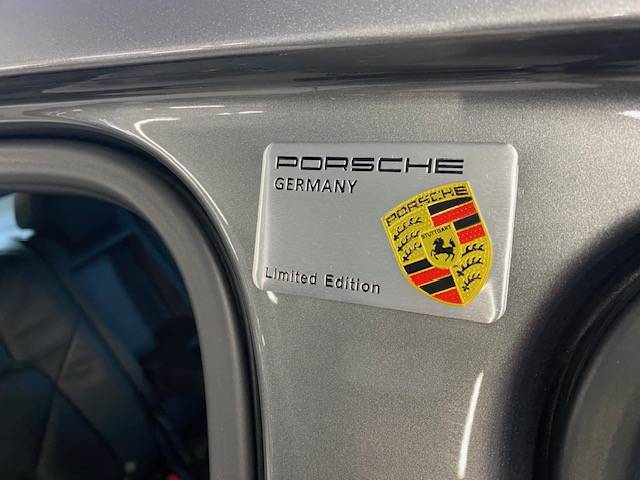 PORSCHE
GERMANY
PORSCHE
STUTTGART
Limited Edition